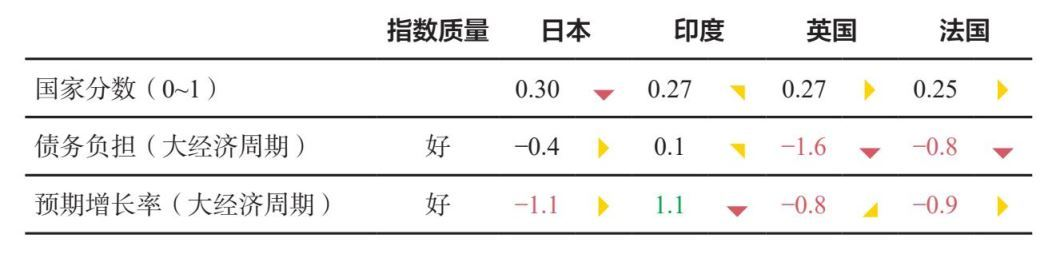 指数质量 日本 印度 英国 法国
国家分数（0~1） 0.30 0.27 0.27 0.25
债务负担（大经济周期） 好 −0.4 0.1 −1.6 −0.8
预期增长率（大经济周期） 好 −1.1 1.1 −0.8 −0.9